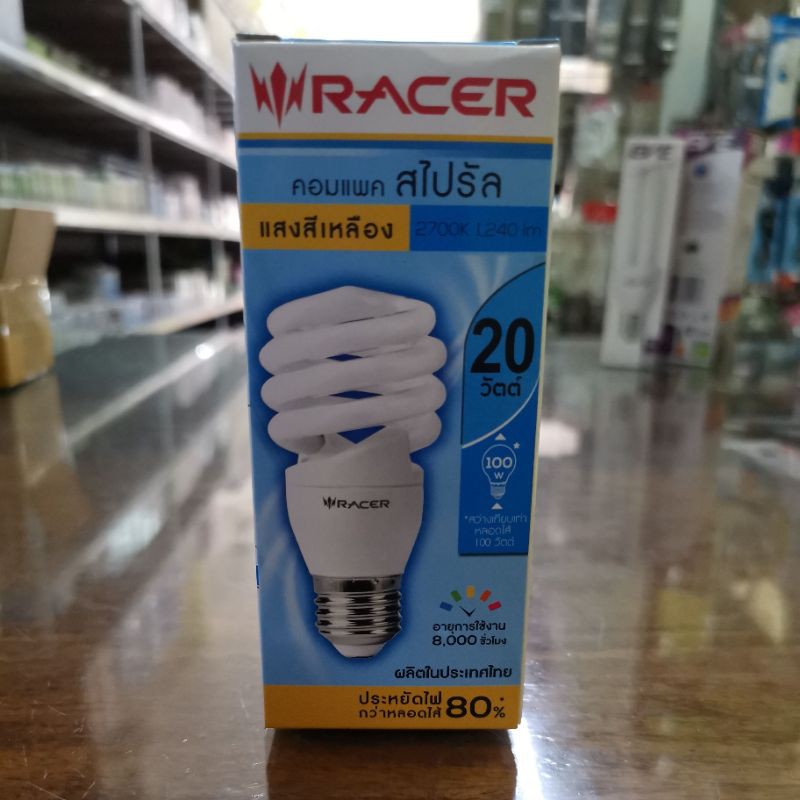 RACER
คอมแพค สไปรัล
แสงสีเหลือง 2700K 1,240 lm
20
วัตต์
*
100
W
RACER
*สว่างเทียบเท่า
หลอดไส้
100 วัตต์
อายุการใช้งาน
8,000 ชั่วโมง
ผลิตในประเทศไทย
ประหยัดไฟ
กว่าหลอดไส้ 80%*